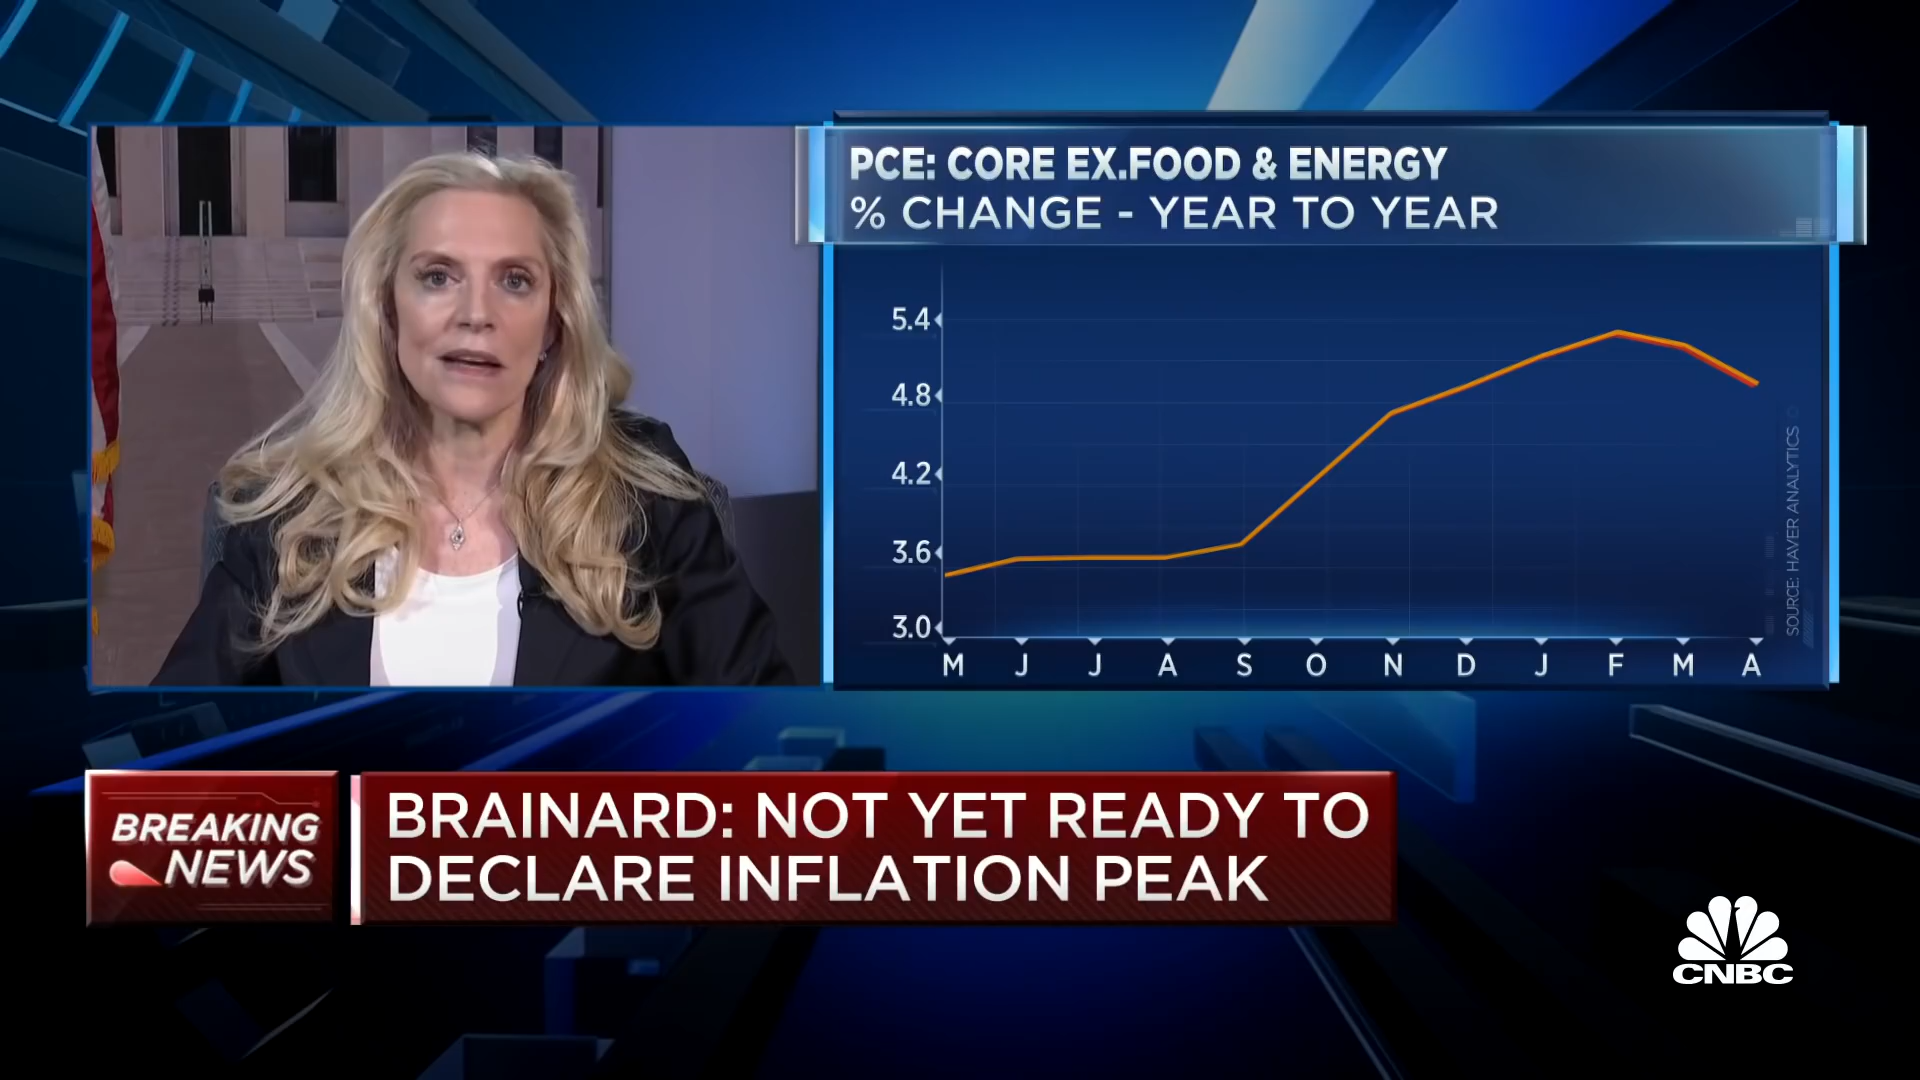 PCE: CORE EX.FOOD & ENERGY
% CHANGE - YEAR TO YEAR
5.4
4.8
4.2
3.6
3.0
M J J A S O N D J F M A
SOURCE: HAVER ANALYTICS ©
BREAKING
NEWS
BRAINARD: NOT YET READY TO
DECLARE INFLATION PEAK
CNBC